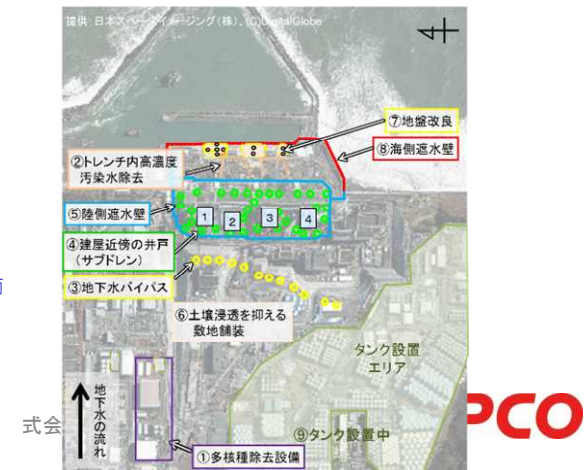 提供:日本スペースイメージング(株)、(C)DigitalGlobe
⑦地盤改良
⑧海側遮水壁
②トレンチ内高濃度
汚染水除去
⑤陸側遮水壁
1
2
3
4
④建屋近傍の井戸
(サブドレン)
③地下水バイパス
⑥土壌浸透を抑える
敷地舗装
タンク設置
エリア
地下水の流れ
式会
PCO
⑨タンク設置中
①多核種除去設備